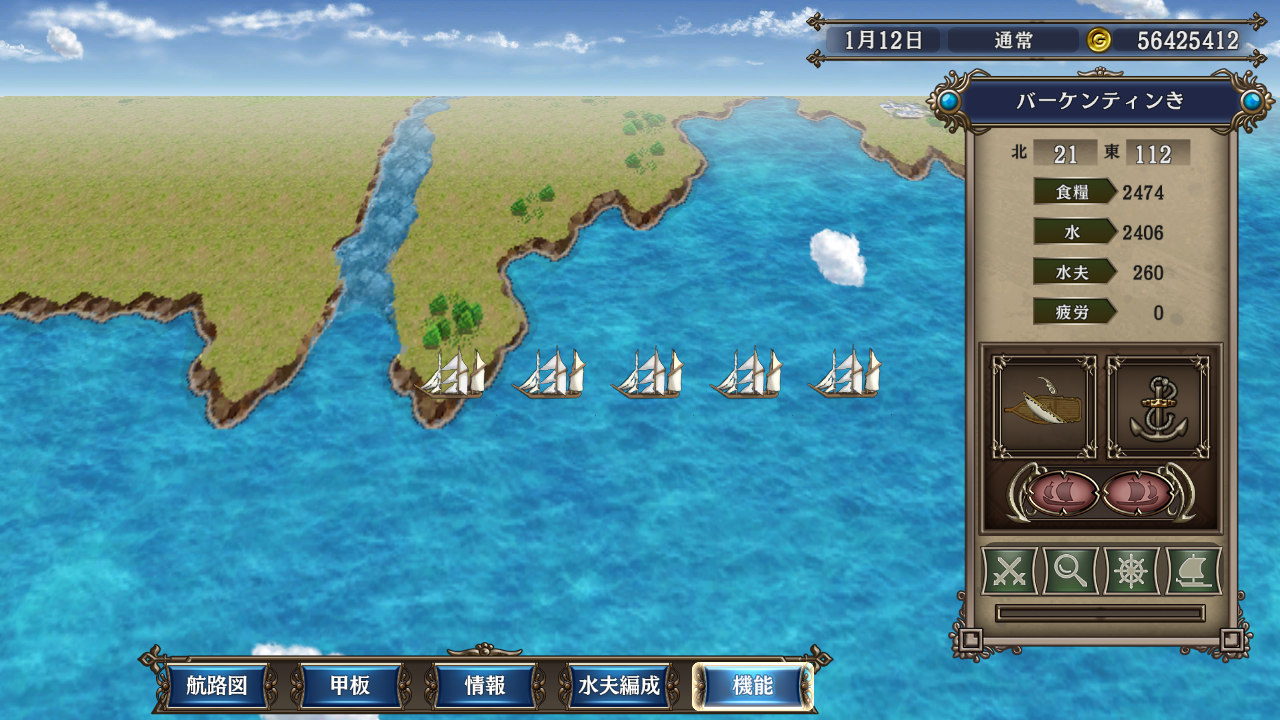 1月12日 通常 G 56425412
バーケンティンき
北 21 東 112
食糧 2474
水 2406
水夫 260
疲労 0
航路図 甲板 情報 水夫編成 機能